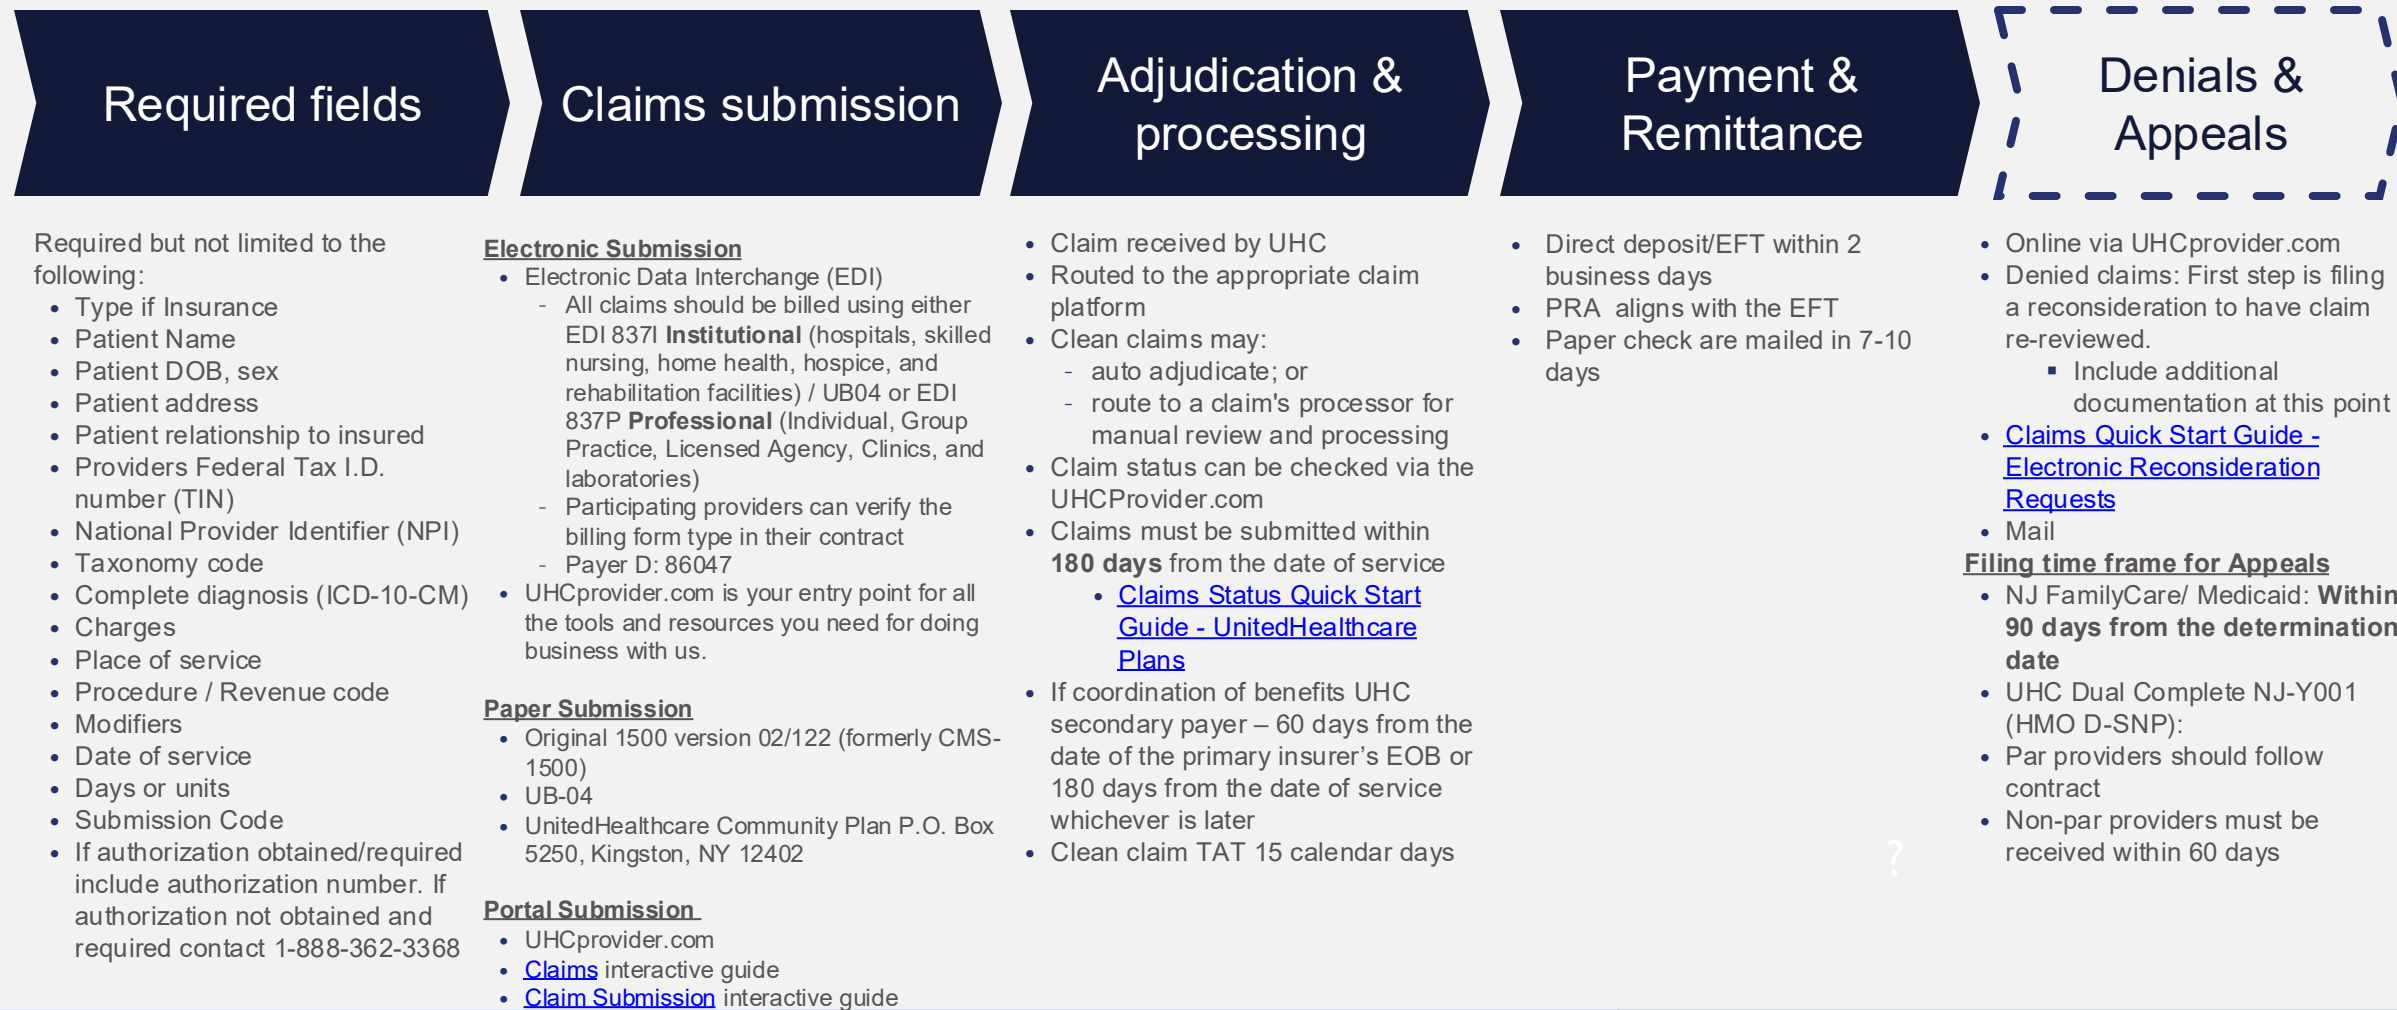 Required fields
Claims submission
Adjudication &
processing
Payment &
Remittance
Denials &
Appeals
Required but not limited to the
following:
• Type if Insurance
• Patient Name
• Patient DOB, sex
• Patient address
• Patient relationship to insured
• Providers Federal Tax I.D.
number (TIN)
• National Provider Identifier (NPI)
• Taxonomy code
• Complete diagnosis (ICD-10-CM)
• Charges
• Place of service
• Procedure / Revenue code
• Modifiers
• Date of service
• Days or units
• Submission Code
• If authorization obtained/required
include authorization number. If
authorization not obtained and
required contact 1-888-362-3368
Electronic Submission
• Electronic Data Interchange (EDI)
- All claims should be billed using either
EDI 837I Institutional (hospitals, skilled
nursing, home health, hospice, and
rehabilitation facilities) / UB04 or EDI
837P Professional (Individual, Group
Practice, Licensed Agency, Clinics, and
laboratories)
- Participating providers can verify the
billing form type in their contract
- Payer D: 86047
• UHCprovider.com is your entry point for all
the tools and resources you need for doing
business with us.
Paper Submission
• Original 1500 version 02/122 (formerly CMS-
1500)
• UB-04
• UnitedHealthcare Community Plan P.O. Box
5250, Kingston, NY 12402
Portal Submission
• UHCprovider.com
• Claims interactive guide
• Claim Submission interactive guide
• Claim received by UHC
• Routed to the appropriate claim
platform
• Clean claims may:
- auto adjudicate; or
- route to a claim's processor for
manual review and processing
• Claim status can be checked via the
UHCProvider.com
• Claims must be submitted within
180 days from the date of service
• Claims Status Quick Start
Guide - UnitedHealthcare
Plans
• If coordination of benefits UHC
secondary payer – 60 days from the
date of the primary insurer’s EOB or
180 days from the date of service
whichever is later
• Clean claim TAT 15 calendar days
• Direct deposit/EFT within 2
business days
• PRA aligns with the EFT
• Paper check are mailed in 7-10
days
?
• Online via UHCprovider.com
• Denied claims: First step is filing
a reconsideration to have claim
re-reviewed.
▪ Include additional
documentation at this point
• Claims Quick Start Guide -
Electronic Reconsideration
Requests
• Mail
Filing time frame for Appeals
• NJ FamilyCare/ Medicaid: Within
90 days from the determination
date
• UHC Dual Complete NJ-Y001
(HMO D-SNP):
• Par providers should follow
contract
• Non-par providers must be
received within 60 days